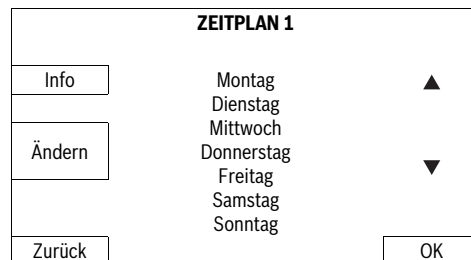 ZEITPLAN 1
Info
Montag
Dienstag
Mittwoch
Ändern
Donnerstag
Freitag
Samstag
Sonntag
Zurück
OK